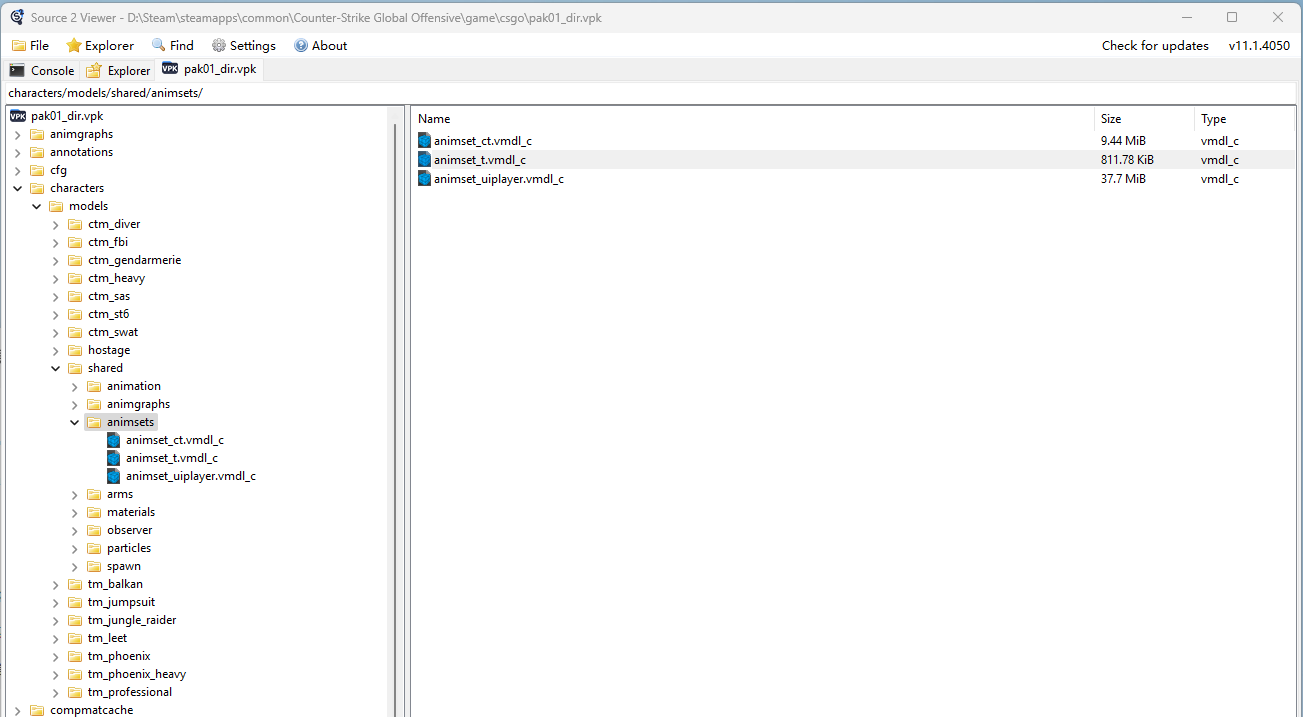 Source 2 Viewer - D:\Steam\steamapps\common\Counter-Strike Global Offensive\game\csgo\pak01_dir.vpk
File Explorer Find Settings About Check for updates v11.1.4050
Console Explorer VPK pak01_dir.vpk
characters/models/shared/animsets/
VPK pak01_dir.vpk
animgraphs
annotations
cfg
characters
models
ctm_diver
ctm_fbi
ctm_gendarmerie
ctm_heavy
ctm_sas
ctm_st6
ctm_swat
hostage
shared
animation
animgraphs
animsets
animset_ct.vmdl_c
animset_t.vmdl_c
animset_uiplayer.vmdl_c
arms
materials
observer
particles
spawn
tm_balkan
tm_jumpsuit
tm_jungle_raider
tm_leet
tm_phoenix
tm_phoenix_heavy
tm_professional
compmatcache
Name Size Type
animset_ct.vmdl_c 9.44 MiB vmdl_c
animset_t.vmdl_c 811.78 KiB vmdl_c
animset_uiplayer.vmdl_c 37.7 MiB vmdl_c